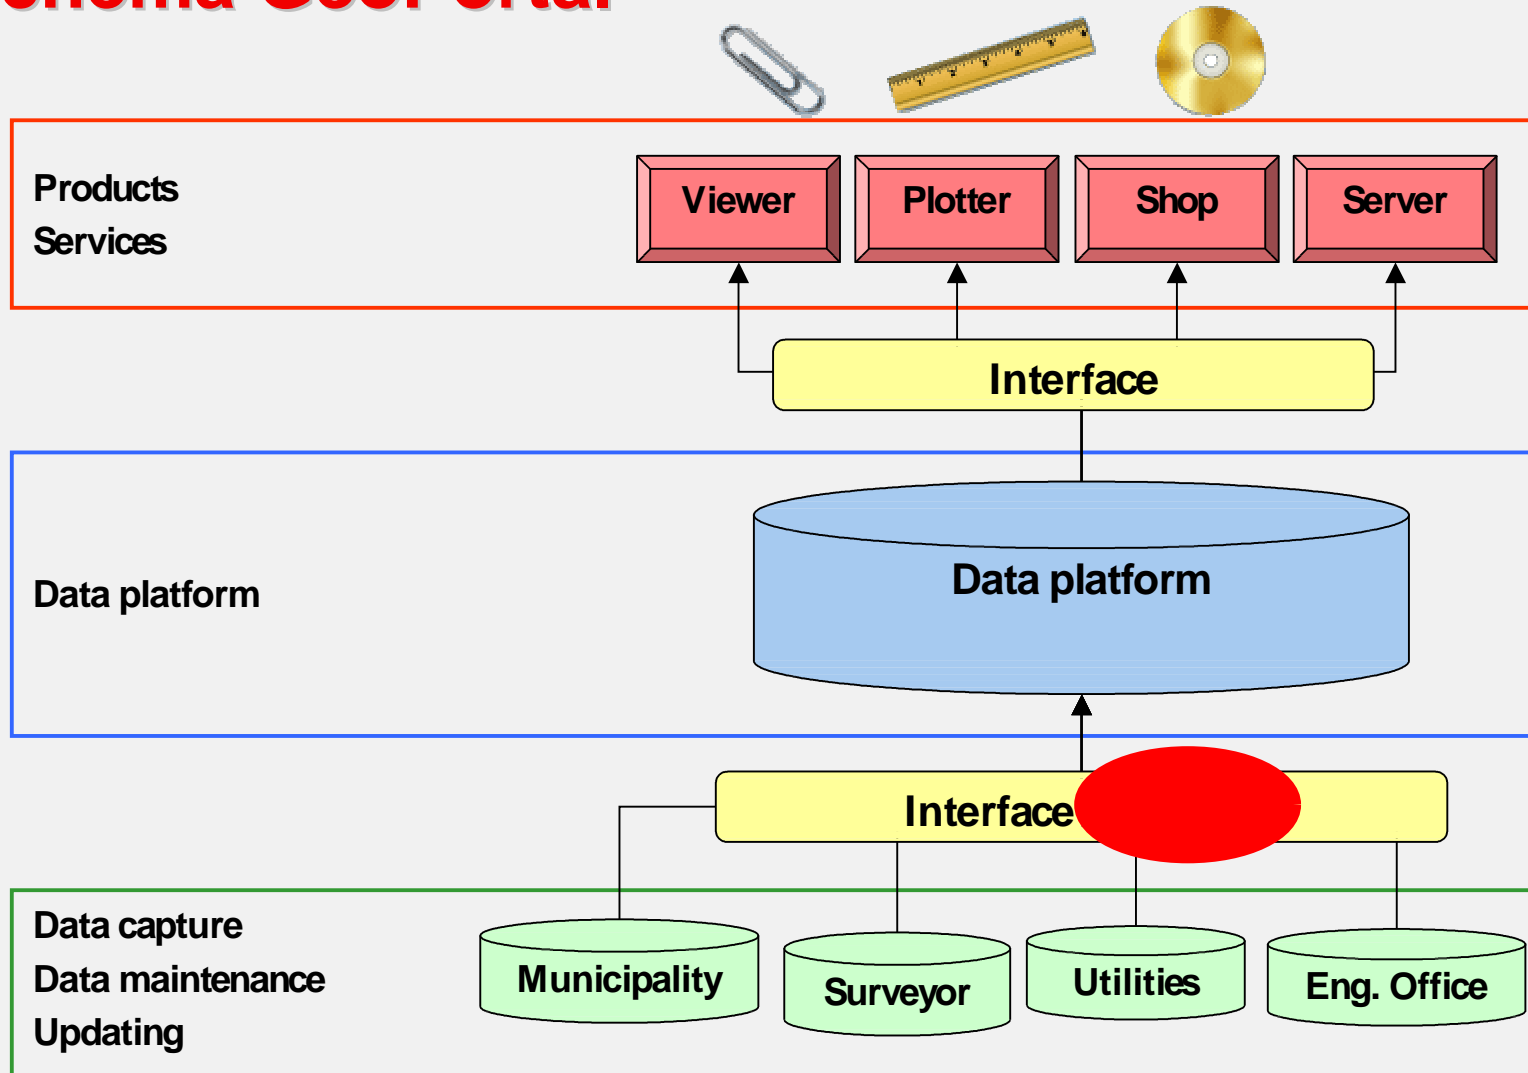 Products
Services
Viewer
Plotter
Shop
Server
Interface
Data platform
Data platform
Interface
Data capture
Data maintenance
Updating
Municipality
Surveyor
Utilities
Eng. Office